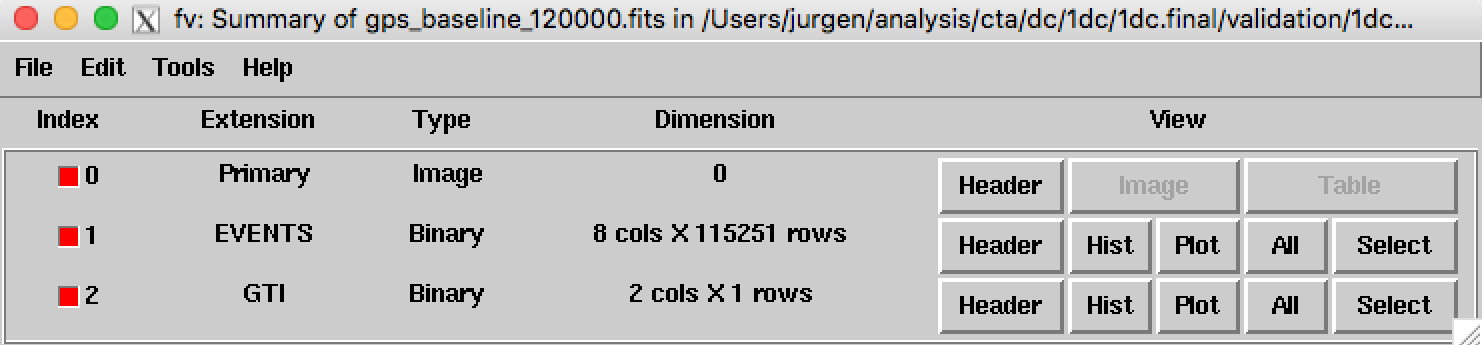 fv: Summary of gps_baseline_120000.fits in /Users/jurgen/analysis/cta/dc/1dc/1dc.final/validation/1dc...
File Edit Tools Help
Index Extension Type Dimension View
0 Primary Image 0 Header Image Table
1 EVENTS Binary 8 cols X 115251 rows Header Hist Plot All Select
2 GTI Binary 2 cols X 1 rows Header Hist Plot All Select